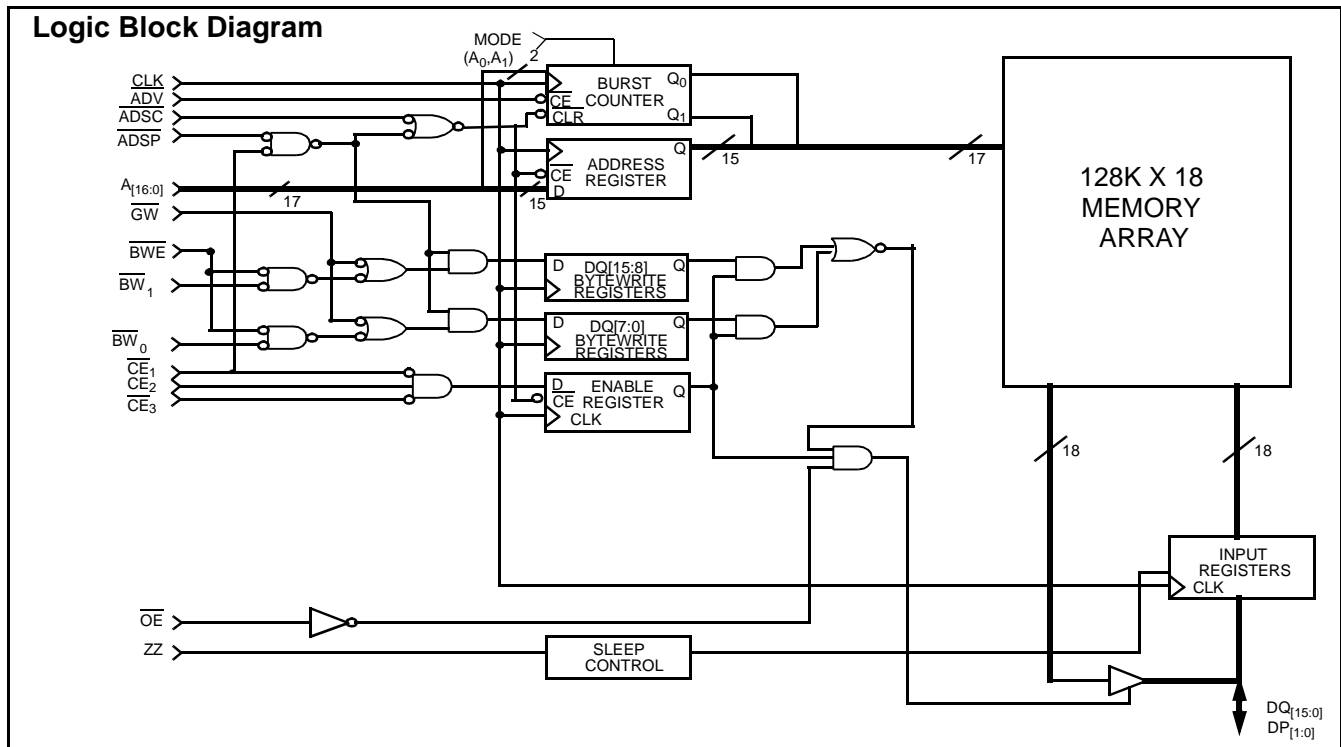 Logic Block Diagram
MODE
(A0,A1) 2
CLK
ADV
ADSC
ADSP
A[16:0]
GW
BWE
BW1
BW0
CE1
CE2
CE3
OE
ZZ
17
15
BURST
COUNTER
CE
CLR
Q0
Q1
ADDRESS
REGISTER
CE
D
Q
15
17
128K X 18
MEMORY
ARRAY
D DQ[15:8] Q
BYTEWRITE
REGISTERS
D DQ[7:0] Q
BYTEWRITE
REGISTERS
D ENABLE Q
CE REGISTER
CLK
18
18
INPUT
REGISTERS
CLK
SLEEP
CONTROL
DQ[15:0]
DP[1:0]